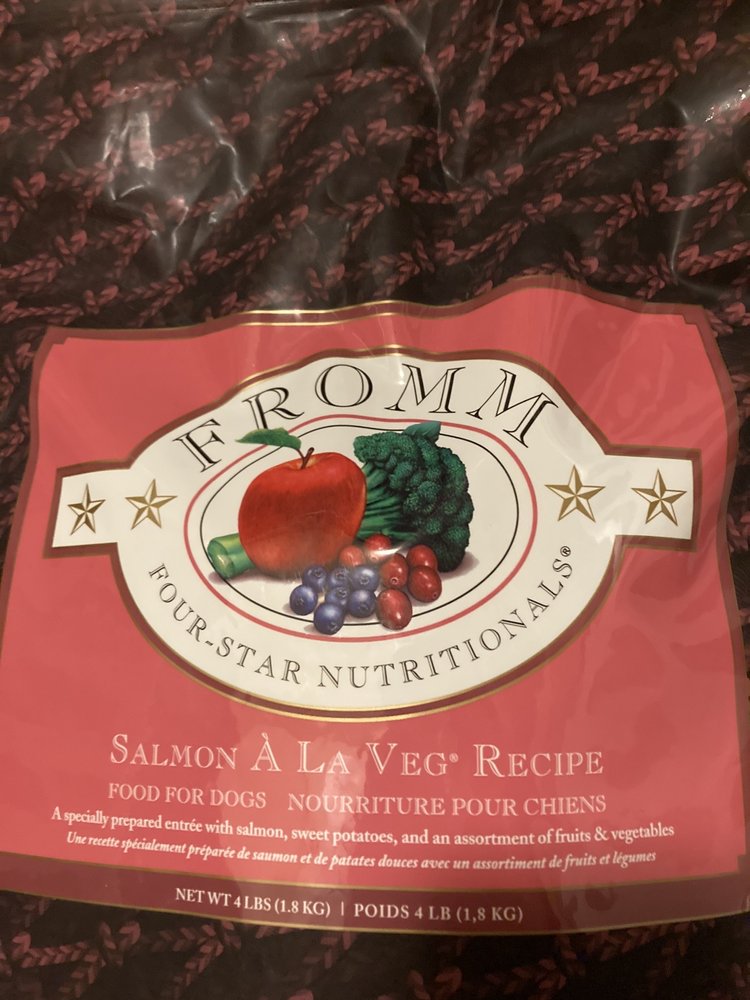 FROMM
FOUR-STAR NUTRITIONALS®
SALMON À LA VEG® RECIPE
FOOD FOR DOGS NOURRITURE POUR CHIENS
A specially prepared entrée with salmon, sweet potatoes, and an assortment of fruits & vegetables
Une recette spécialement préparée de saumon et de patates douces avec un assortiment de fruits et légumes
NET WT 4 LBS (1.8 KG) | POIDS 4 LB (1,8 KG)